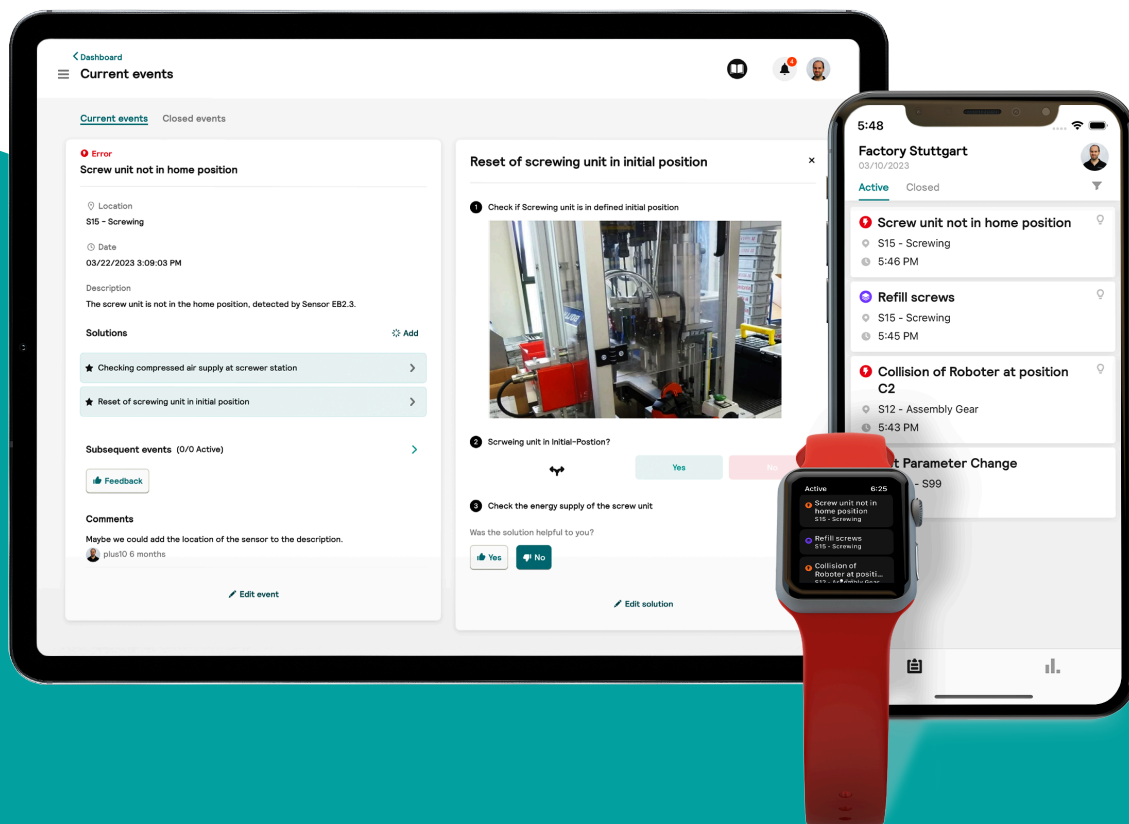 Dashboard
Current events
4
Current events Closed events
Error
Screw unit not in home position
Location
S15 - Screwing
Date
03/22/2023 3:09:03 PM
Description
The screw unit is not in the home position, detected by Sensor EB2.3.
Solutions Add
Checking compressed air supply at screwer station
Reset of screwing unit in initial position
Subsequent events (0/0 Active)
Feedback
Comments
Maybe we could add the location of the sensor to the description.
plus10 6 months
Edit event
Reset of screwing unit in initial position
1 Check if Screwing unit is in defined initial position
2 Scrweing unit in Initial-Postion?
Yes No
3 Check the energy supply of the screw unit
Was the solution helpful to you?
Yes No
Edit solution
5:48
Factory Stuttgart
03/10/2023
Active Closed
Screw unit not in home position
S15 - Screwing
5:46 PM
Refill screws
S15 - Screwing
5:45 PM
Collision of Roboter at position
C2
S12 - Assembly Gear
5:43 PM
Parameter Change
- S99
Active 6:25
Screw unit not in
home position
S15 - Screwing
Refill screws
S15 - Screwing
Collision of
Roboter at positi...
S12 - Assembly Gear